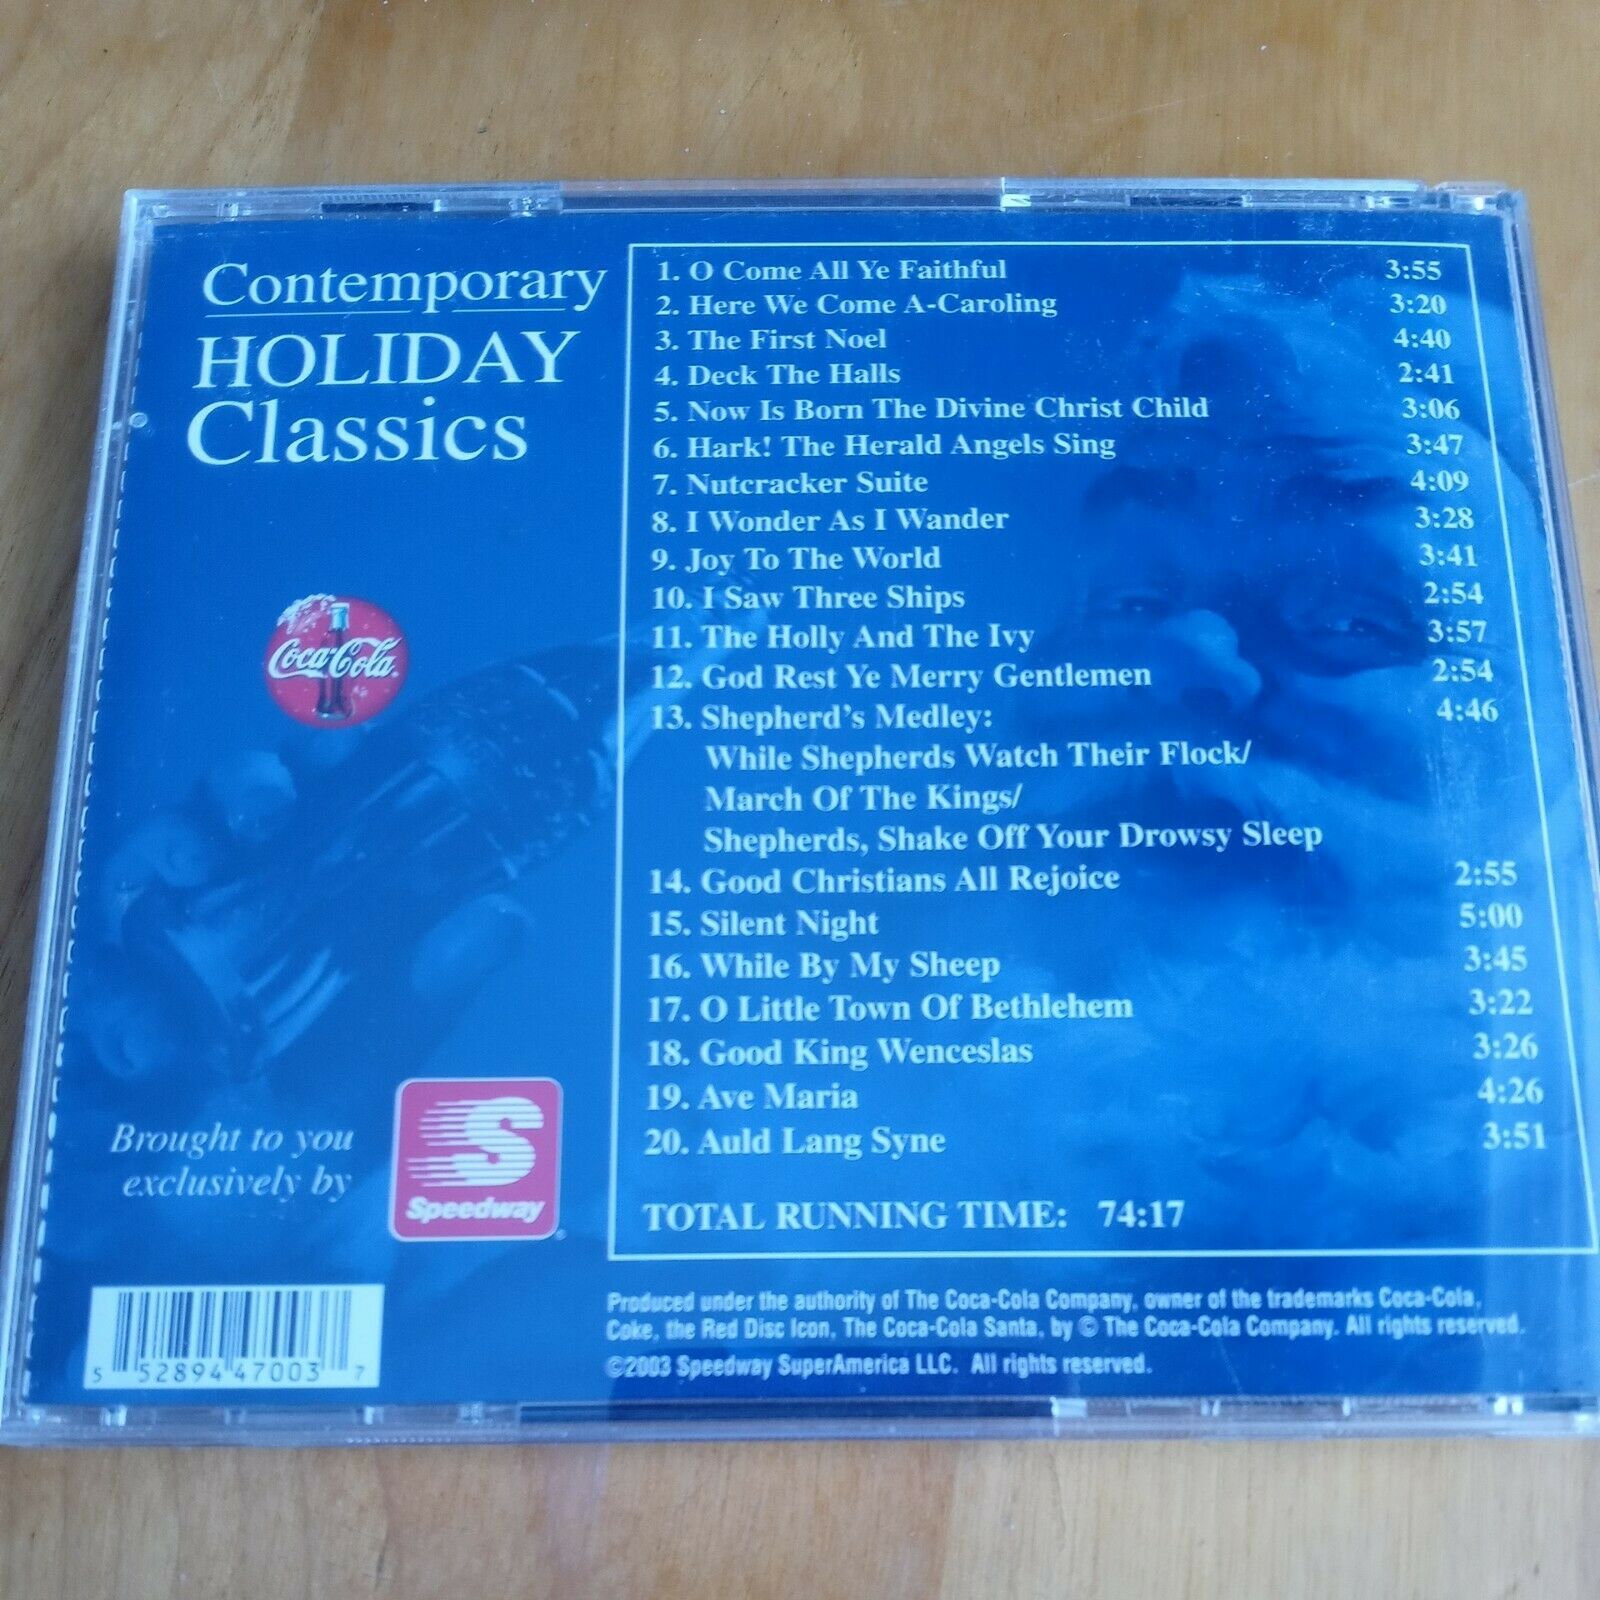 Contemporary
HOLIDAY
Classics
Coca-Cola
Brought to you
exclusively by
S
Speedway
1. O Come All Ye Faithful 3:55
2. Here We Come A-Caroling 3:20
3. The First Noel 4:40
4. Deck The Halls 2:41
5. Now Is Born The Divine Christ Child 3:06
6. Hark! The Herald Angels Sing 3:47
7. Nutcracker Suite 4:09
8. I Wonder As I Wander 3:28
9. Joy To The World 3:41
10. I Saw Three Ships 2:54
11. The Holly And The Ivy 3:57
12. God Rest Ye Merry Gentlemen 2:54
13. Shepherd's Medley: 4:46
While Shepherds Watch Their Flock/
March Of The Kings/
Shepherds, Shake Off Your Drowsy Sleep
14. Good Christians All Rejoice 2:55
15. Silent Night 5:00
16. While By My Sheep 3:45
17. O Little Town Of Bethlehem 3:22
18. Good King Wenceslas 3:26
19. Ave Maria 4:26
20. Auld Lang Syne 3:51
TOTAL RUNNING TIME: 74:17
Produced under the authority of The Coca-Cola Company, owner of the trademarks Coca-Cola,
Coke, the Red Disc Icon, The Coca-Cola Santa, by © The Coca-Cola Company. All rights reserved.
©2003 Speedway SuperAmerica LLC. All rights reserved.
5 52894 47003 7